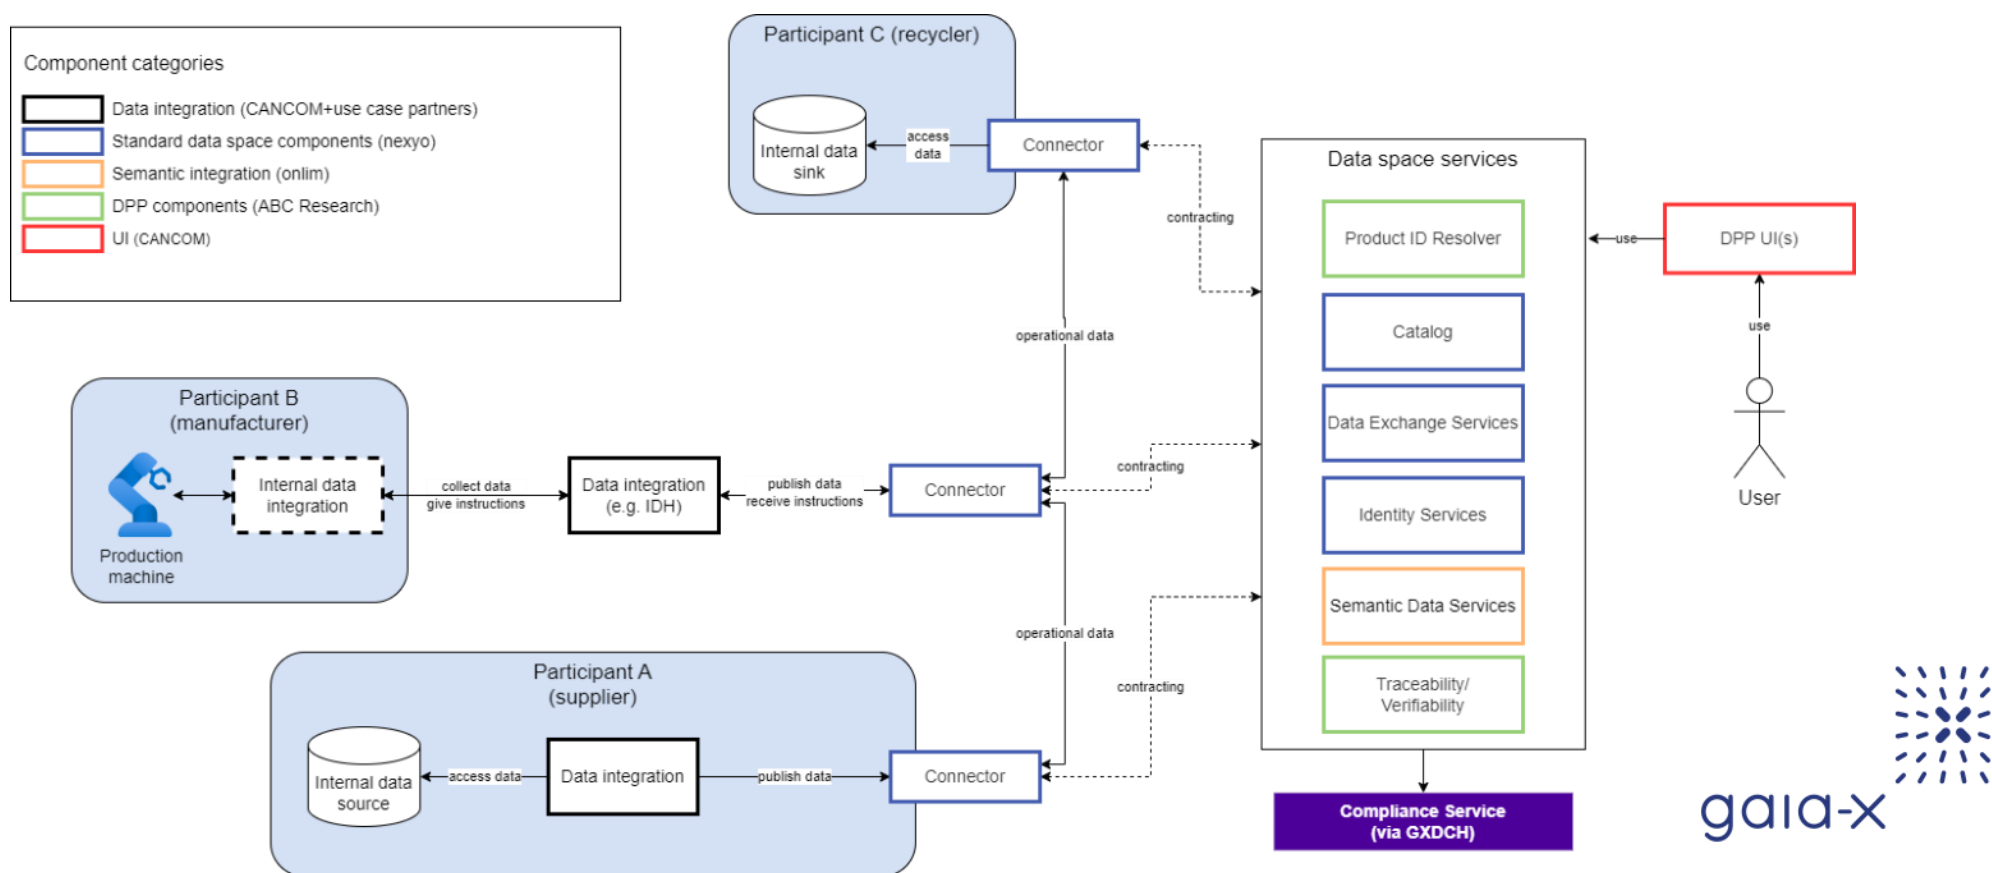 Component categories
Data integration (CANCOM+use case partners)
Standard data space components (nexyo)
Semantic integration (onlim)
DPP components (ABC Research)
UI (CANCOM)
Participant C (recycler)
Internal data
sink
access
data
Connector
contracting
operational data
Participant B
(manufacturer)
Production
machine
Internal data
integration
collect data
give instructions
Data integration
(e.g. IDH)
publish data
receive instructions
Connector
contracting
operational data
Participant A
(supplier)
Internal data
source
access data
Data integration
publish data
Connector
contracting
Data space services
Product ID Resolver
Catalog
Data Exchange Services
Identity Services
Semantic Data Services
Traceability/
Verifiability
Compliance Service
(via GXDCH)
use
DPP UI(s)
use
User
gaia-x